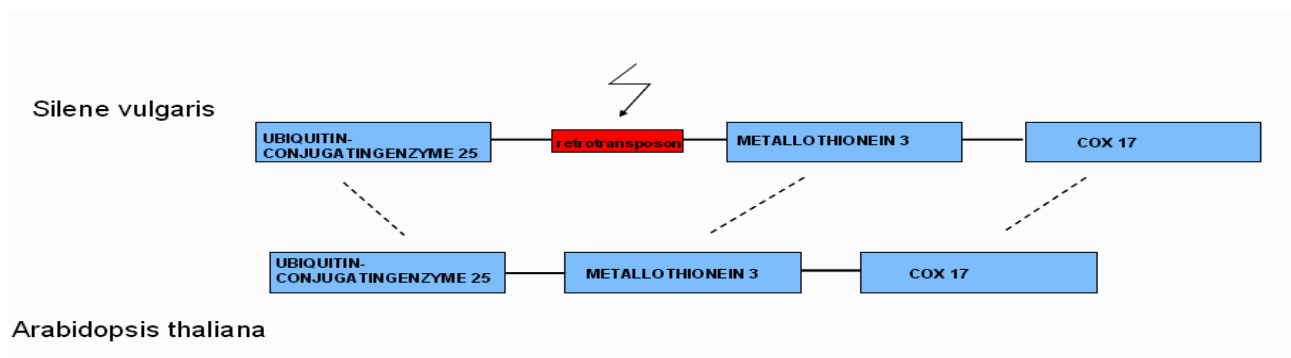 Silene vulgaris
UBIQUITIN-
CONJUGATINGENZYME 25
retrotransposon
METALLOTHIONEIN 3
COX 17
UBIQUITIN-
CONJUGATINGENZYME 25
METALLOTHIONEIN 3
COX 17
Arabidopsis thaliana